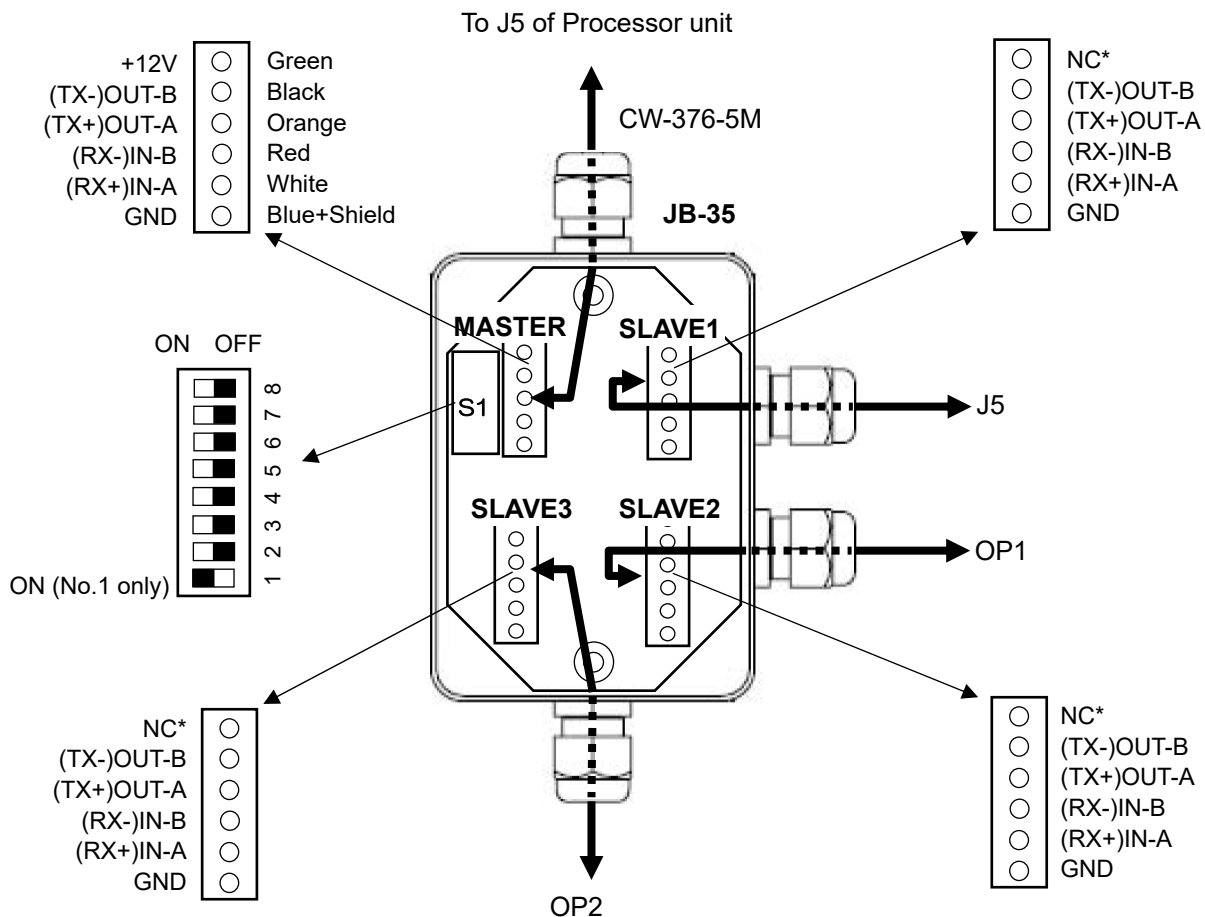 To J5 of Processor unit
+12V Green
(TX-)OUT-B Black
(TX+)OUT-A Orange
(RX-)IN-B Red
(RX+)IN-A White
GND Blue+Shield
CW-376-5M
JB-35
NC*
(TX-)OUT-B
(TX+)OUT-A
(RX-)IN-B
(RX+)IN-A
GND
MASTER
SLAVE1
S1
J5
ON OFF
8
7
6
5
4
3
2
1
ON (No.1 only)
SLAVE3
SLAVE2
OP1
NC*
(TX-)OUT-B
(TX+)OUT-A
(RX-)IN-B
(RX+)IN-A
GND
NC*
(TX-)OUT-B
(TX+)OUT-A
(RX-)IN-B
(RX+)IN-A
GND
OP2